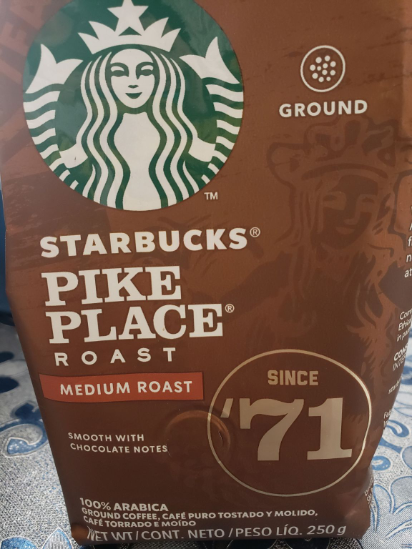 GROUND
TM
STARBUCKS®
PIKE
PLACE®
ROAST
MEDIUM ROAST
SINCE
'71
SMOOTH WITH
CHOCOLATE NOTES
100% ARABICA
GROUND COFFEE, CAFÉ PURO TOSTADO Y MOLIDO,
CAFÉ TORRADO E MOÍDO
NET WT/CONT. NETO/PESO LÍQ. 250 g